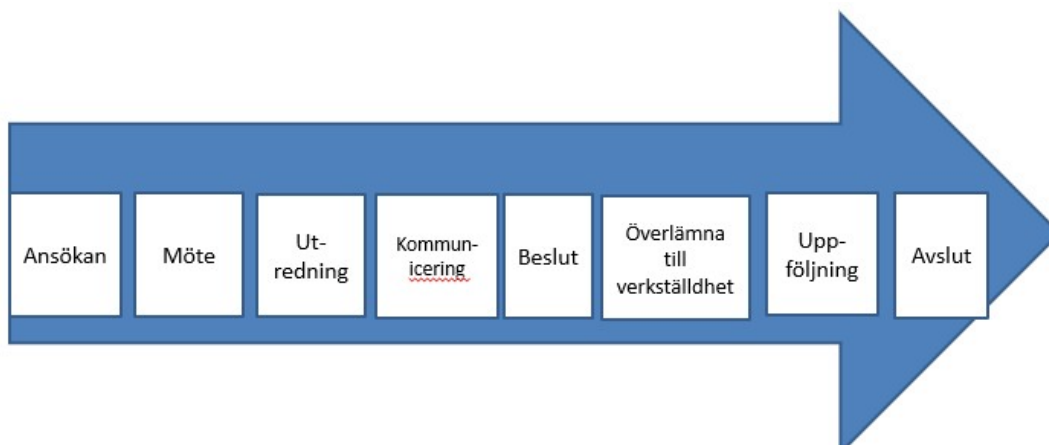 Ansökan
Möte
Ut-
redning
Kommun-
icering
Beslut
Överlämna
till
verkställdhet
Upp-
följning
Avslut